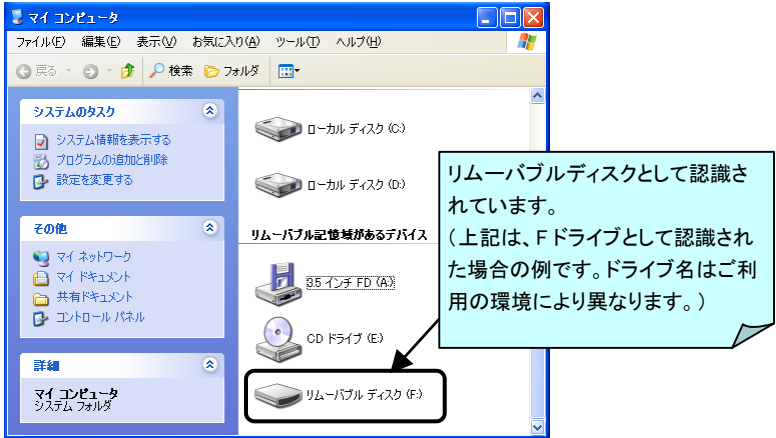 マイ コンピュータ
ファイル(F) 編集(E) 表示(V) お気に入り(A) ツール(T) ヘルプ(H)
戻る 検索 フォルダ
システムのタスク
システム情報を表示する
プログラムの追加と削除
設定を変更する
その他
マイ ネットワーク
マイ ドキュメント
共有ドキュメント
コントロール パネル
詳細
マイ コンピュータ
システム フォルダ
ローカル ディスク (C:)
ローカル ディスク (D:)
リムーバブル記憶域があるデバイス
3.5 インチ FD (A:)
CD ドライブ (E:)
リムーバブル ディスク (F:)
リムーバブルディスクとして認識さ
れています。
(上記は、Fドライブとして認識され
た場合の例です。ドライブ名はご利
用の環境により異なります。)